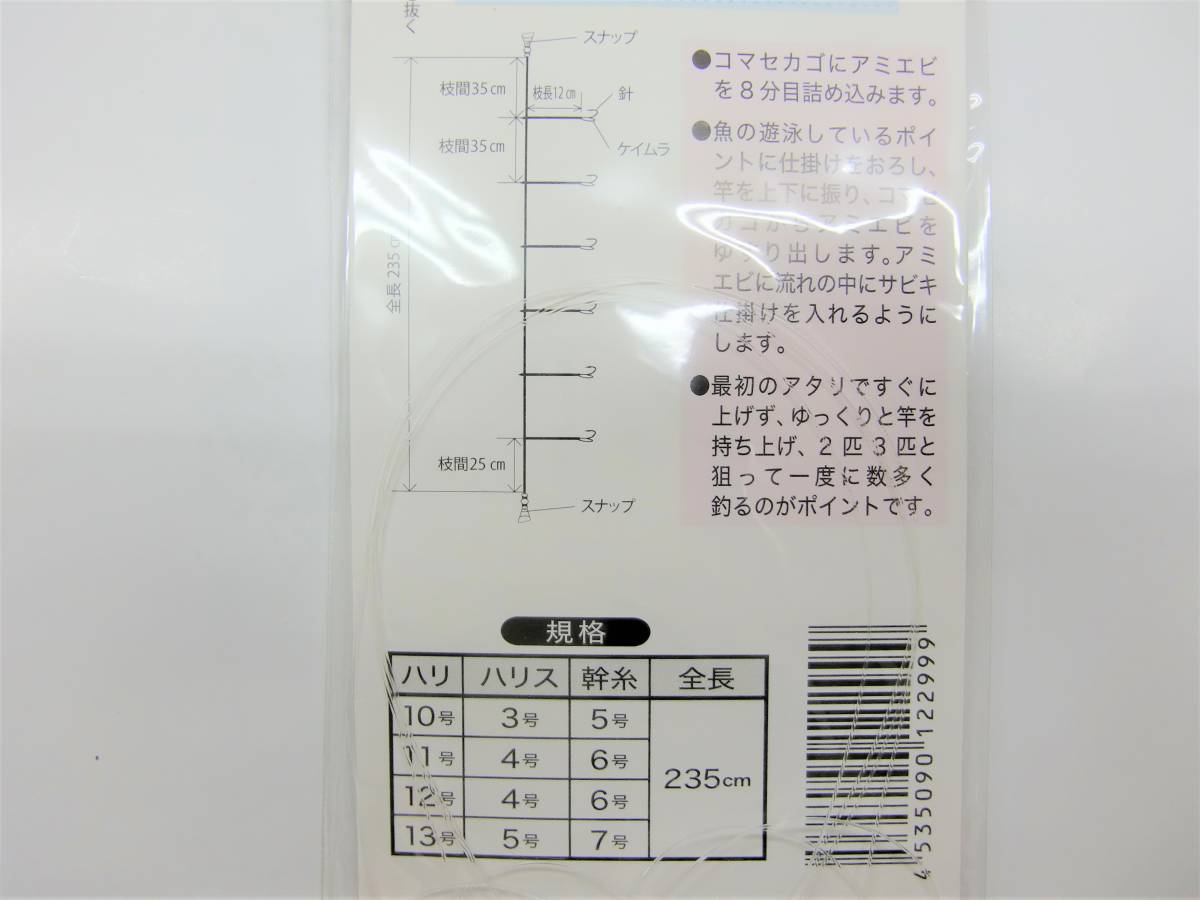 抜く
スナップ
枝間35㎝
枝長12㎝
針
枝間35㎝
ケイムラ
全長 235 c
枝間25㎝
スナップ
●コマセカゴにアミエビ
を８分目詰め込みます。
●魚の遊泳しているポイ
ントに仕掛けをおろし、
竿を上下に振り、コマセ
カゴからアミエビを
ゆすり出します。アミ
エビに流れの中にサビキ
仕掛けを入れるように
します。
●最初のアタリですぐに
上げず、ゆっくりと竿を
持ち上げ、２匹３匹と
狙って一度に数多く
釣るのがポイントです。
規格
ハリ ハリス 幹糸 全長
10号 3号 5号
11号 4号 6号
235cm
12号 4号 6号
13号 5号 7号
4 535090 122999